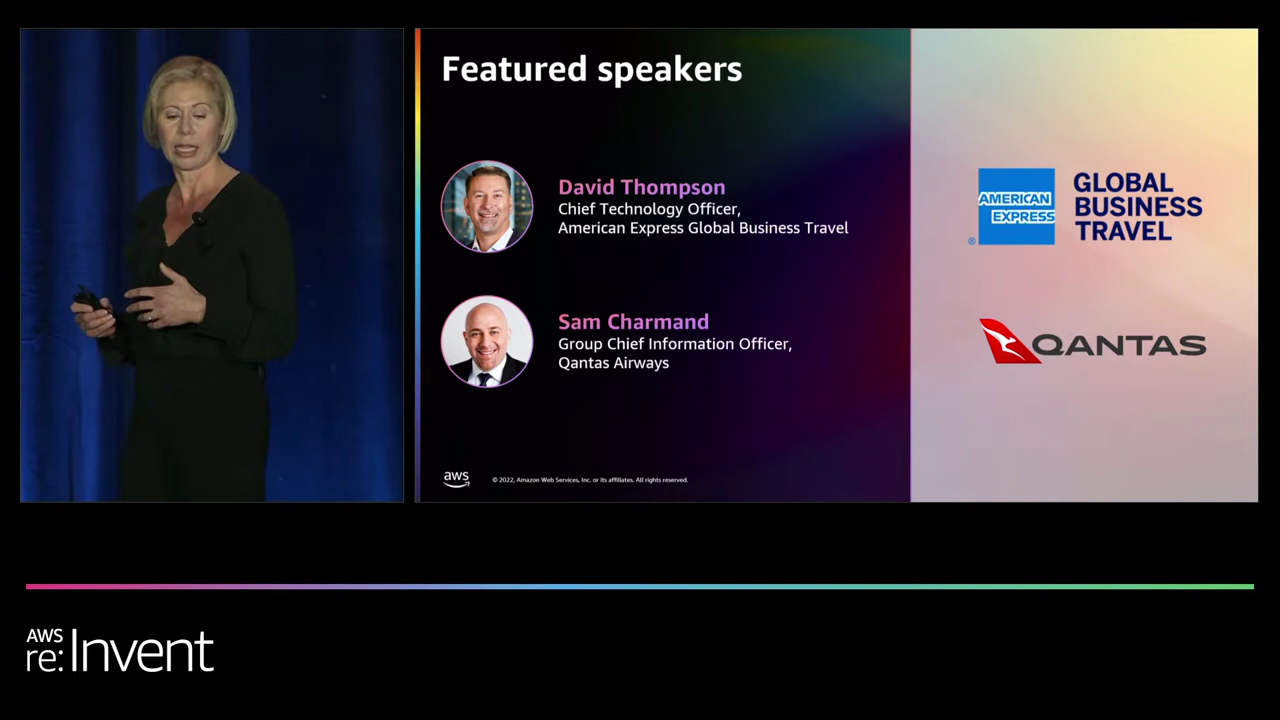 Featured speakers
David Thompson
Chief Technology Officer,
American Express Global Business Travel
Sam Charmand
Group Chief Information Officer,
Qantas Airways
aws
© 2022, Amazon Web Services, Inc. or its affiliates. All rights reserved.
AMERICAN
EXPRESS
®
GLOBAL
BUSINESS
TRAVEL
QANTAS
AWS
re:Invent